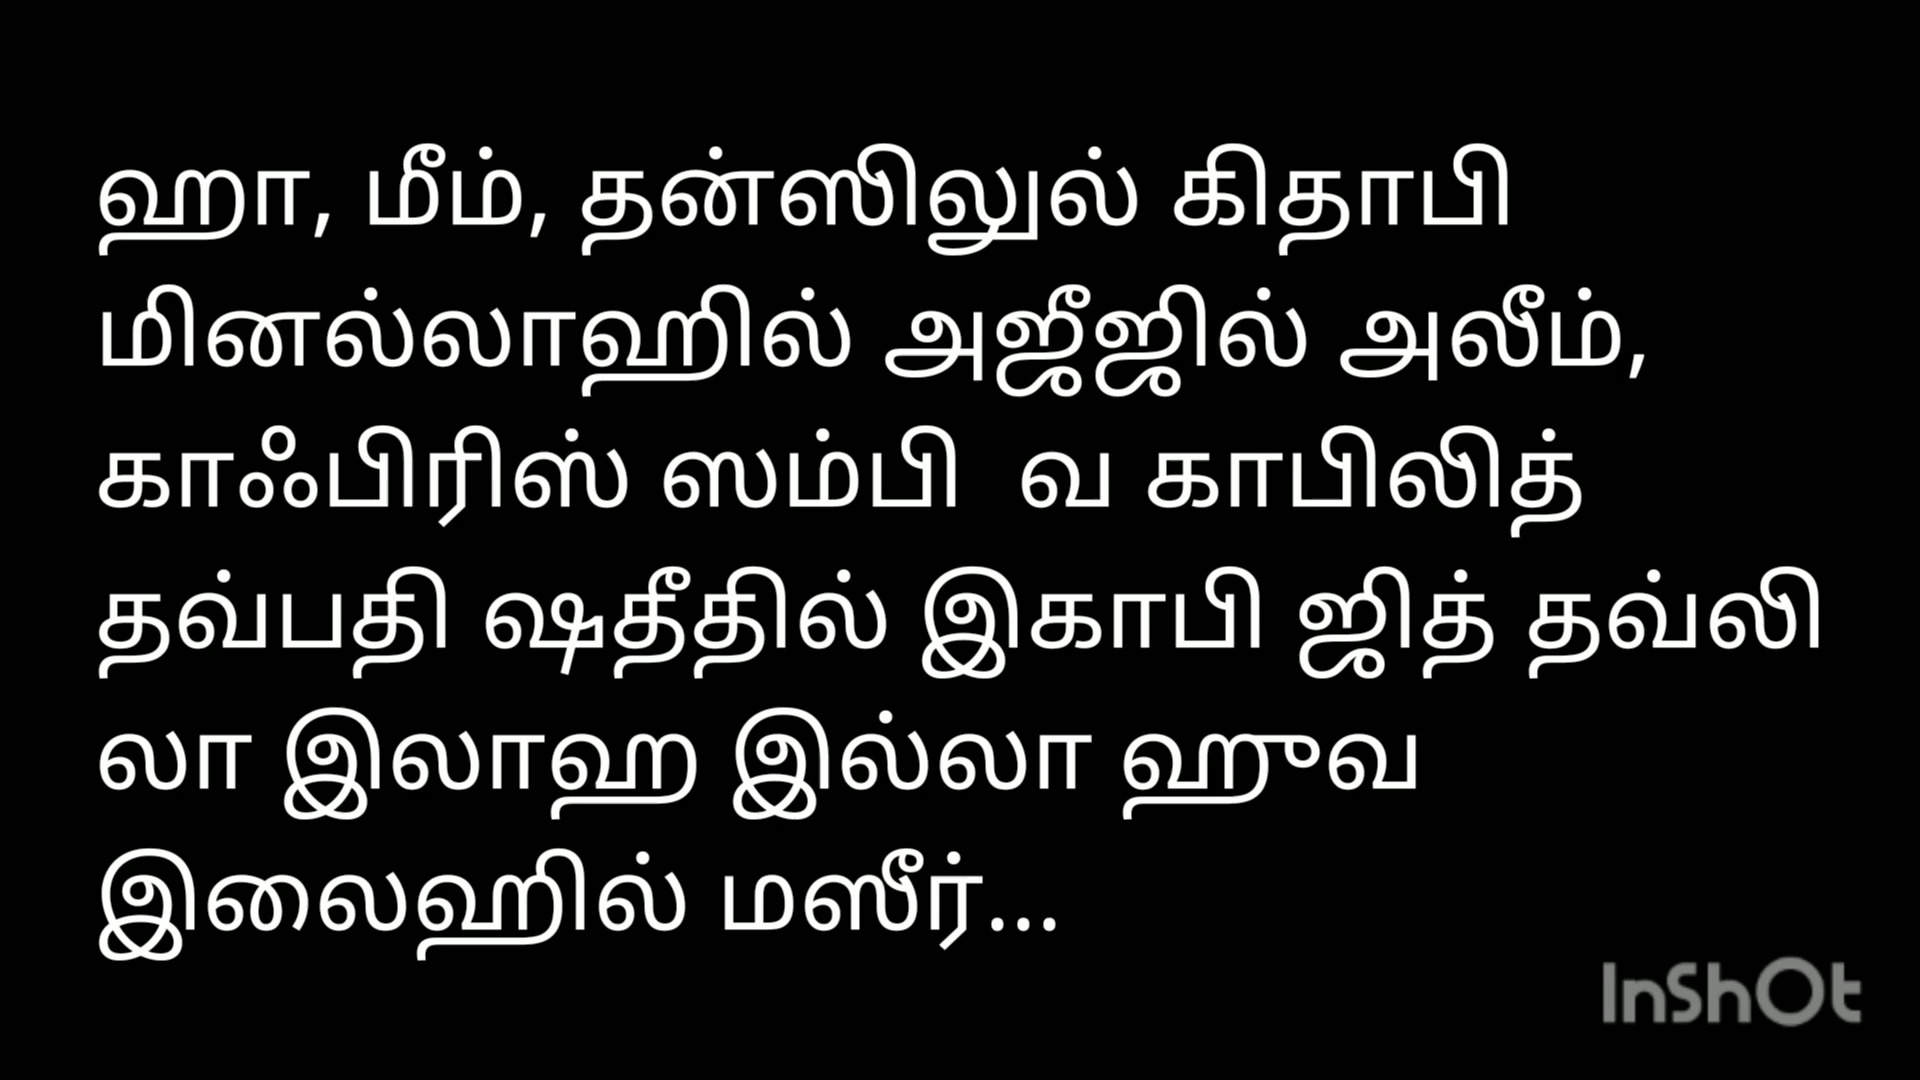 ஹா, மீம், தன்ஸிலுல் கிதாபி
மினல்லாஹில் அஜீஜில் அலீம்,
காஃபிரிஸ் ஸம்பி வ காபிலித்
தவ்பதி ஷதீதில் இகாபி ஜித் தவ்லி
லா இலாஹ இல்லா ஹுவ
இலைஹில் மஸீர்...
InShOt